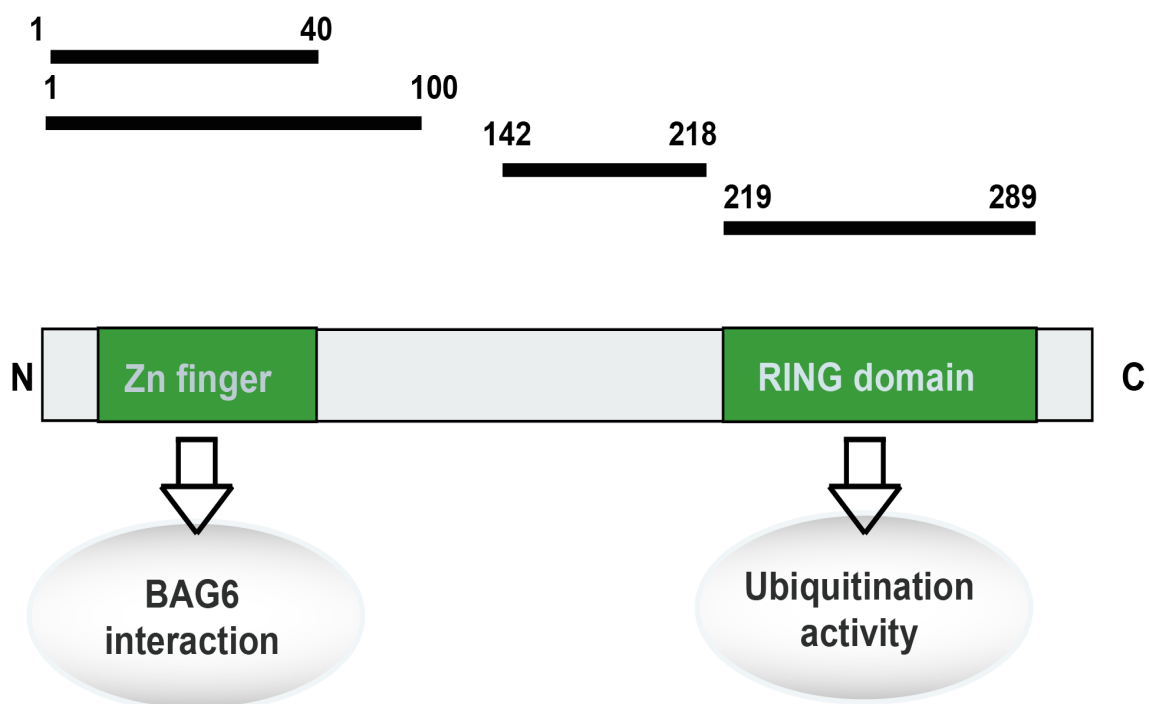 1 40
1 100
142 218
219 289
N Zn finger RING domain C
BAG6
interaction
Ubiquitination
activity